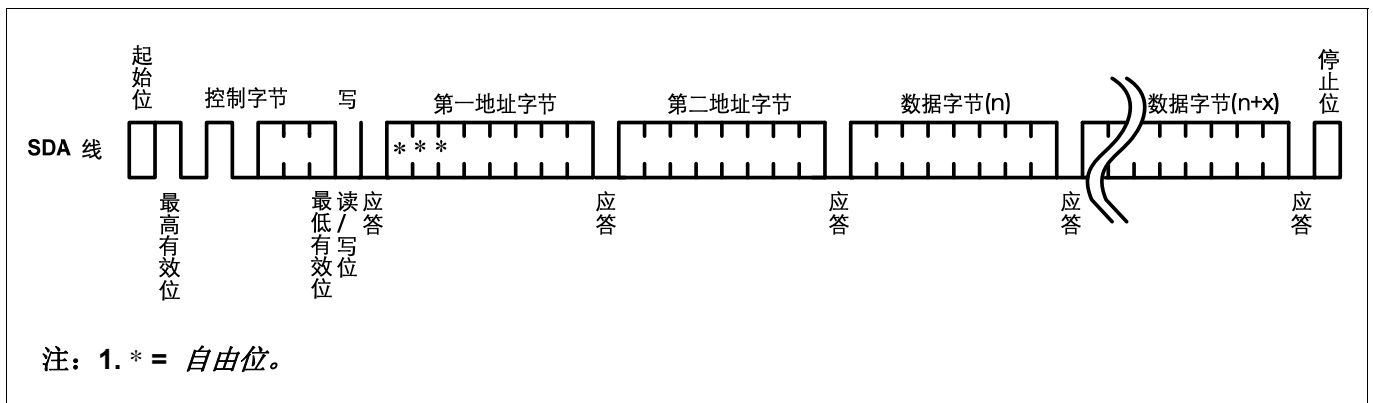 起始位
控制字节
写
第一地址字节
第二地址字节
数据字节(n)
数据字节(n+x)
停止位
SDA 线
* * *
最高有效位
最低有效位
读/写位
应答
应答
应答
应答
应答
注：1. * = 自由位。